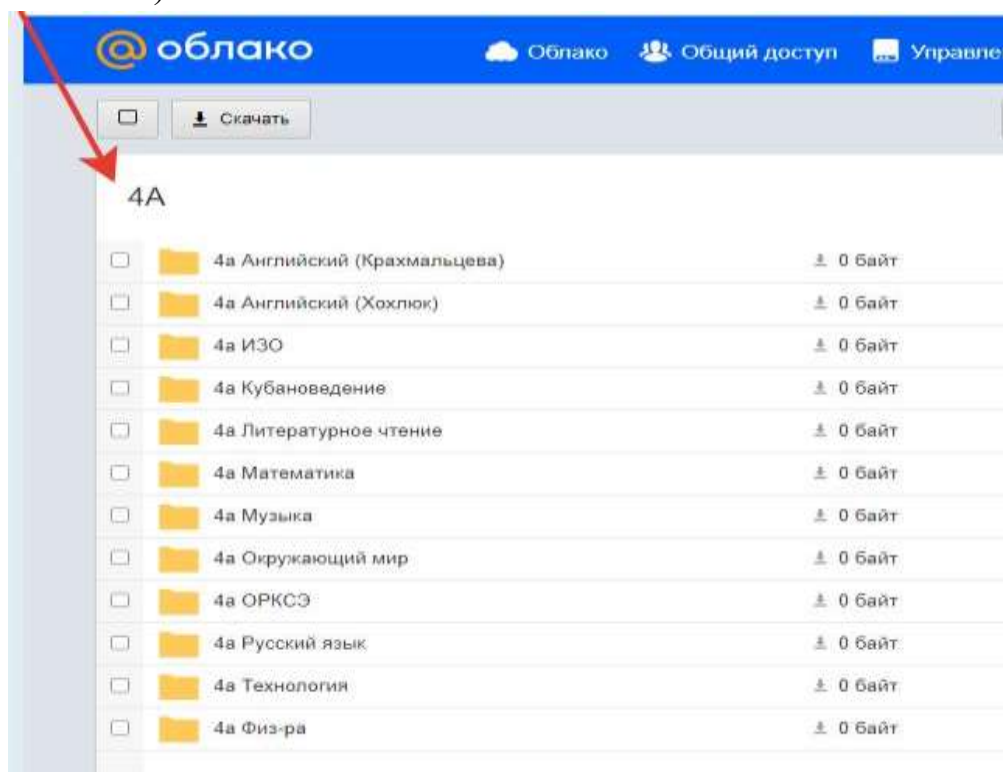 @ облако Облако Общий доступ
Скачать
4А
4а Английский (Крахмальцева) 0 байт
4а Английский (Хохлюк) 0 байт
4а ИЗО 0 байт
4а Кубановедение 0 байт
4а Литературное чтение 0 байт
4а Математика 0 байт
4а Музыка 0 байт
4а Окружающий мир 0 байт
4а ОРКСЭ 0 байт
4а Русский язык 0 байт
4а Технология 0 байт
4а Физ-ра 0 байт